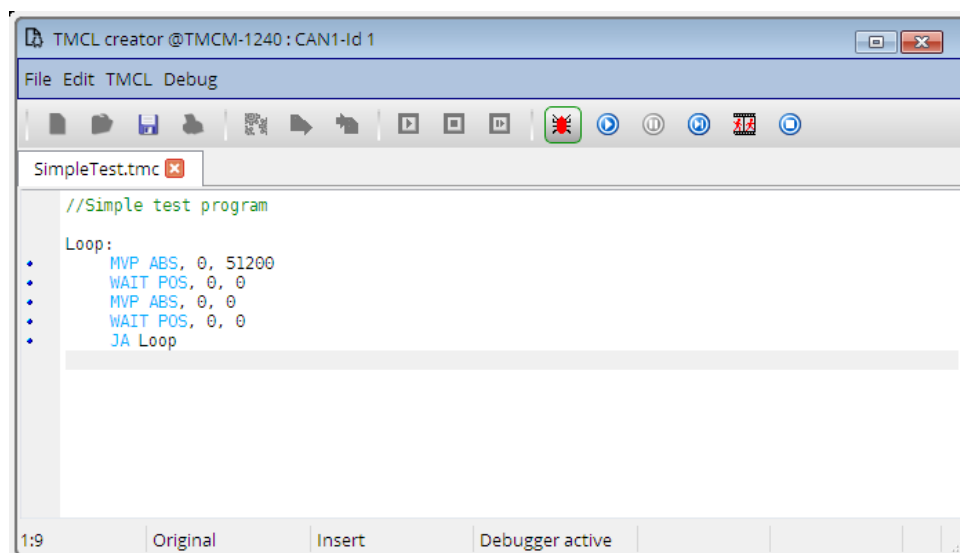 TMCL creator @TMCM-1240 : CAN1-Id 1
File Edit TMCL Debug
SimpleTest.tmc
//Simple test program
Loop:
MVP ABS, 0, 51200
WAIT POS, 0, 0
MVP ABS, 0, 0
WAIT POS, 0, 0
JA Loop
1:9 Original Insert Debugger active